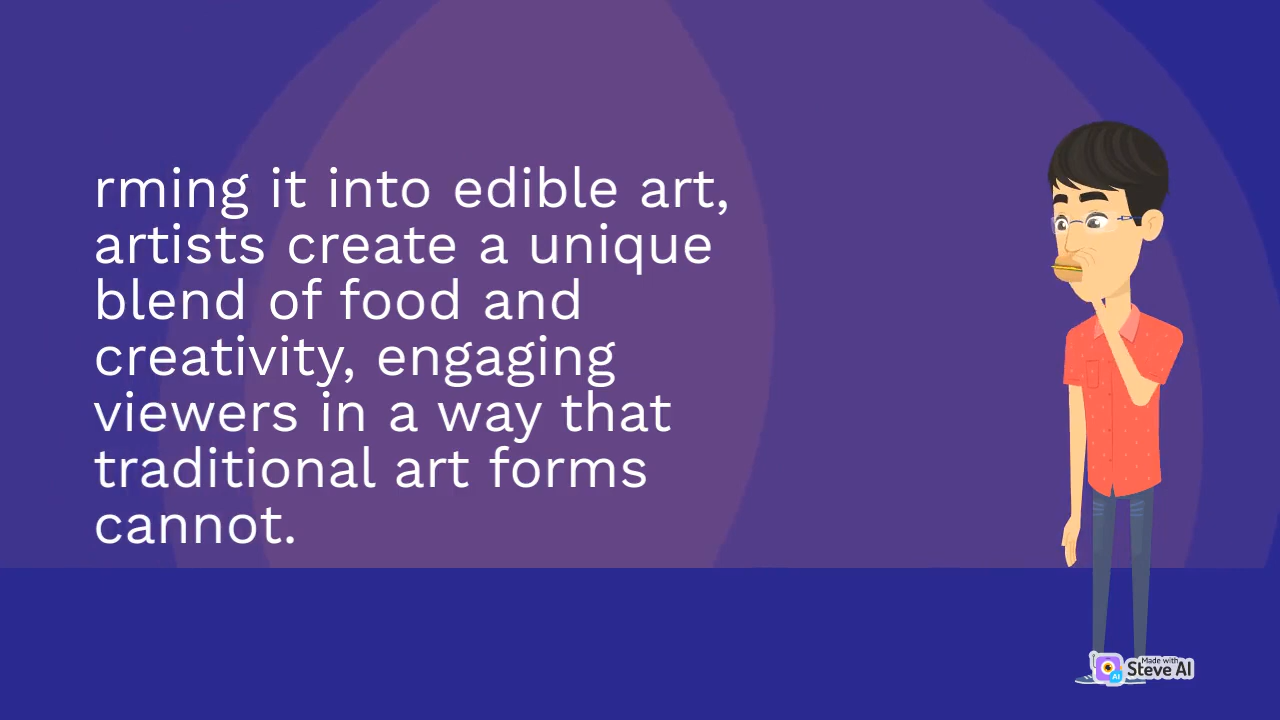 rming it into edible art,
artists create a unique
blend of food and
creativity, engaging
viewers in a way that
traditional art forms
cannot.
Made with
Steve AI
AI